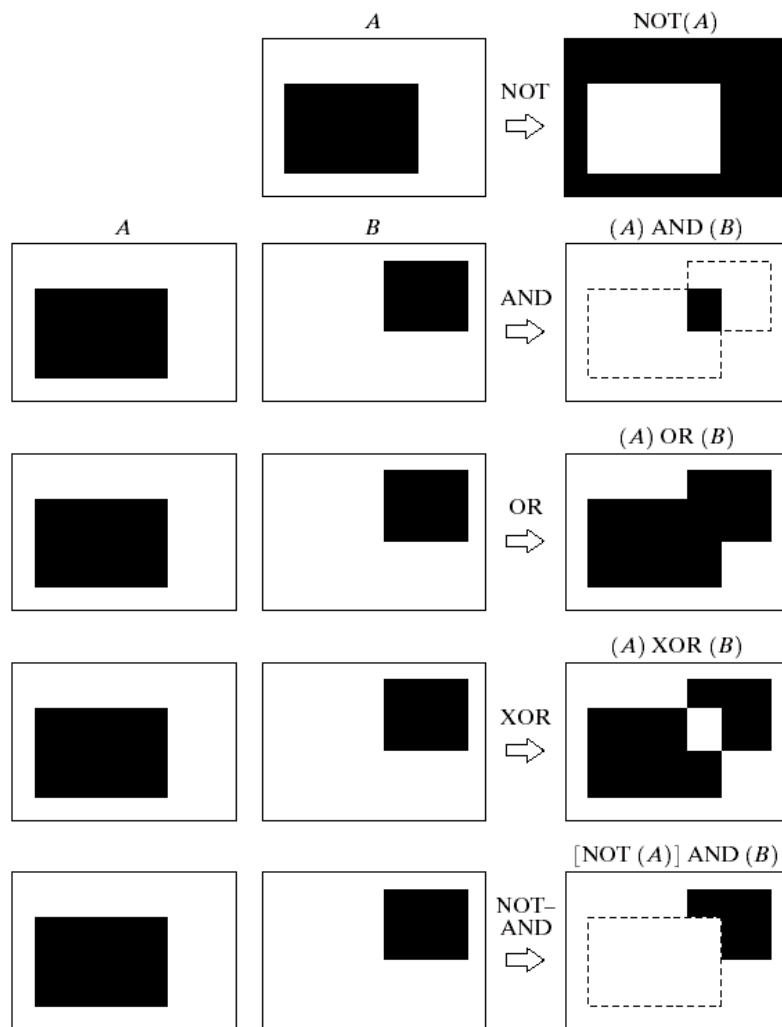 A
NOT(A)
NOT
A
B
(A) AND (B)
AND
(A) OR (B)
OR
(A) XOR (B)
XOR
[NOT (A)] AND (B)
NOT–
AND